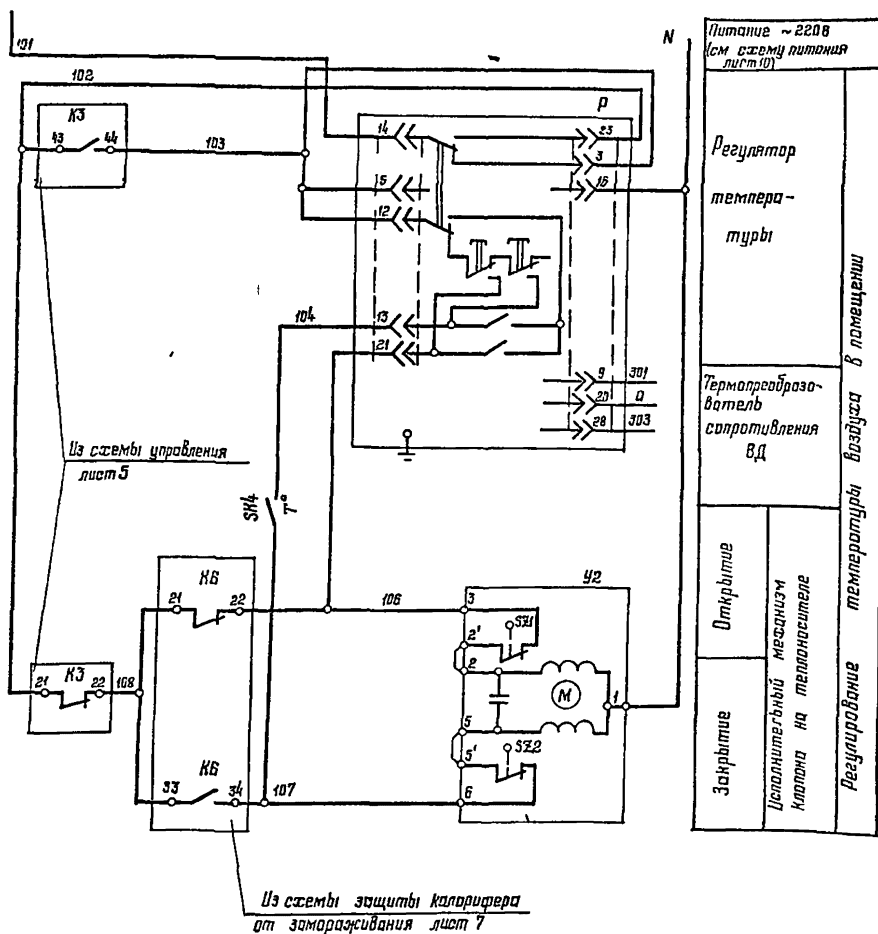 101
N
Питание ~220В
(см схему питания
лист 10)
102
К3
43
44
103
Р
14
23
3
5
16
12
Регулятор
темпера-
туры
104
13
21
9
301
20
0
28
303
Термопреобразо-
ватель
сопротивления
ВД
Из схемы управления
лист 5
SK4
T°
К6
21
22
106
У2
3
SZ1
2'
2
М
1
5
5'
SZ2
6
К3
21
22
108
К6
33
34
107
Открытие
Закрытие
Исполнительный механизм
клапана на теплоносителе
Регулирование температуры воздуха в помещении
Из схемы защиты калорифера
от замораживания лист 7